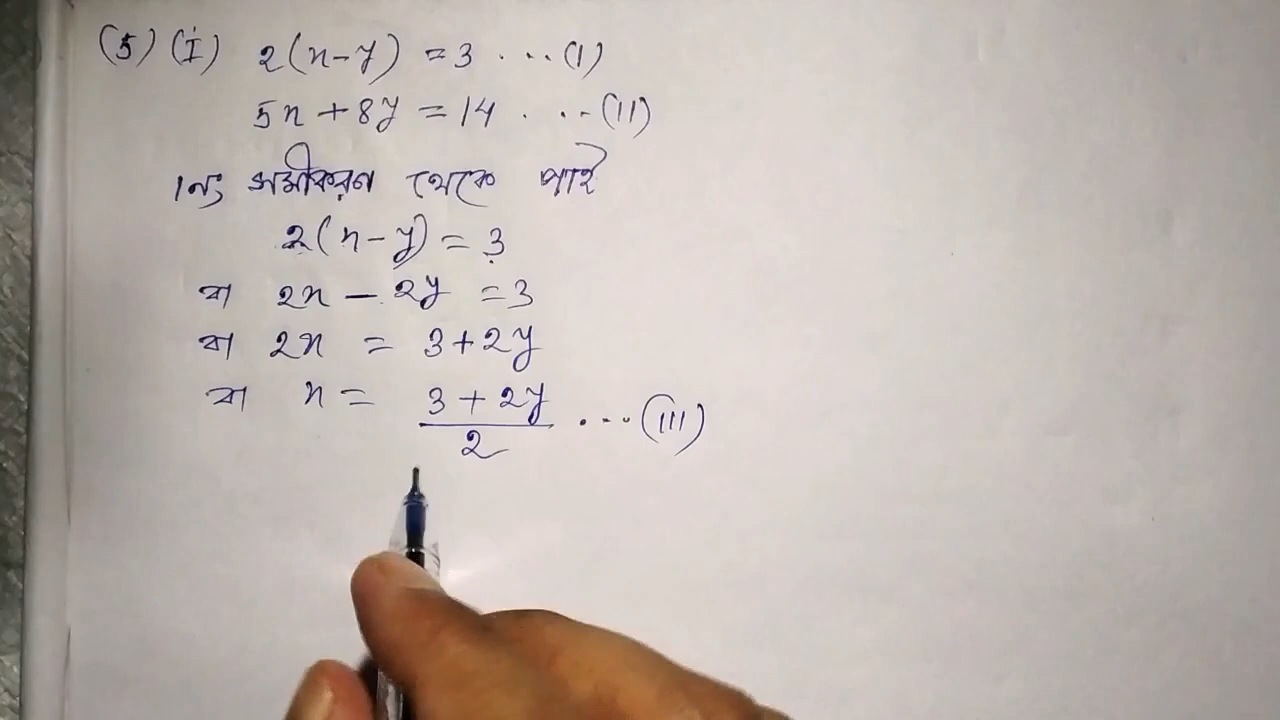 (5) (I) 2(x-y) = 3 ...(I)
5x + 8y = 14 ...(II)
1নং সমীকরণ থেকে পাই
2(x-y) = 3
বা 2x - 2y = 3
বা 2x = 3+2y
বা x = (3+2y)/2 ...(III)